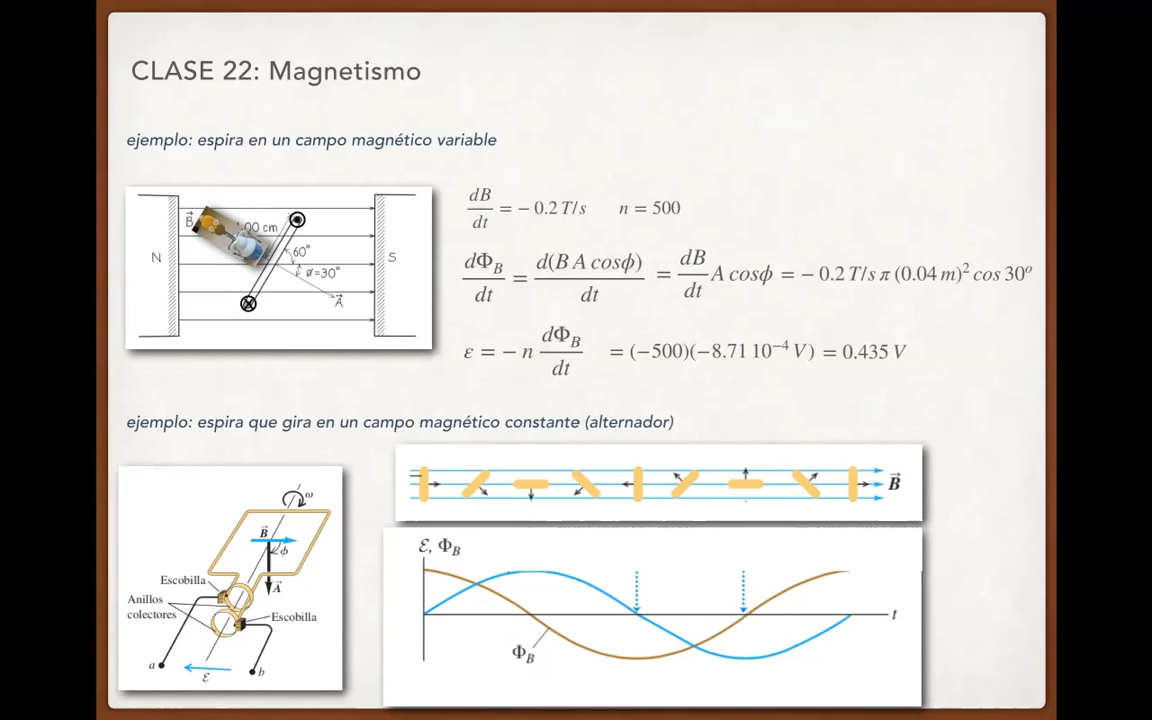 CLASE 22: Magnetismo
ejemplo: espira en un campo magnético variable
B⃗
00 cm
60°
ø=30°
N
S
A⃗
dB/dt = − 0.2 T/s n = 500
dΦ_B/dt = d(B A cosϕ)/dt = dB/dt A cosϕ = − 0.2 T/s π (0.04 m)² cos 30º
ε = − n dΦ_B/dt = (−500)(−8.71 10⁻⁴ V) = 0.435 V
ejemplo: espira que gira en un campo magnético constante (alternador)
ω
B⃗
ϕ
A⃗
Escobilla
Anillos
colectores
Escobilla
a
b
ℰ
B⃗
ℰ, Φ_B
t
Φ_B